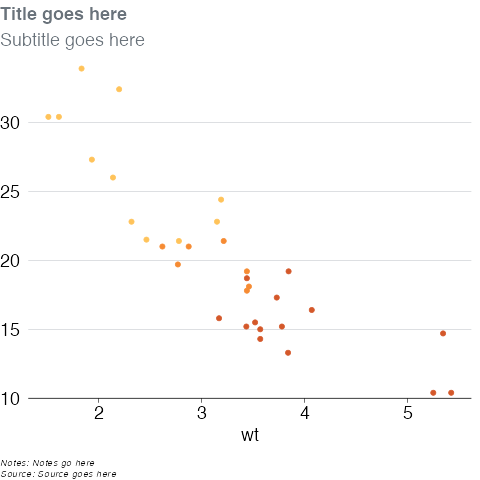 Title goes here
Subtitle goes here
30
25
20
15
10
2 3 4 5
wt
Notes: Notes go here
Source: Source goes here